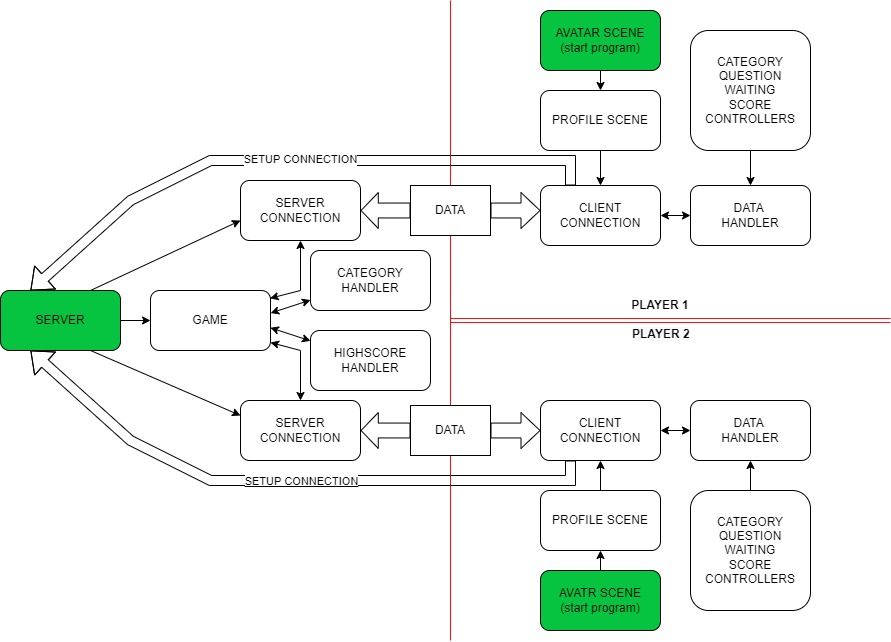 AVATAR SCENE
(start program)
CATEGORY
QUESTION
WAITING
SCORE
CONTROLLERS
PROFILE SCENE
SETUP CONNECTION
SERVER
CONNECTION
DATA
CLIENT
CONNECTION
DATA
HANDLER
CATEGORY
HANDLER
PLAYER 1
SERVER
GAME
PLAYER 2
HIGHSCORE
HANDLER
SERVER
CONNECTION
DATA
CLIENT
CONNECTION
DATA
HANDLER
SETUP CONNECTION
PROFILE SCENE
CATEGORY
QUESTION
WAITING
SCORE
CONTROLLERS
AVATR SCENE
(start program)